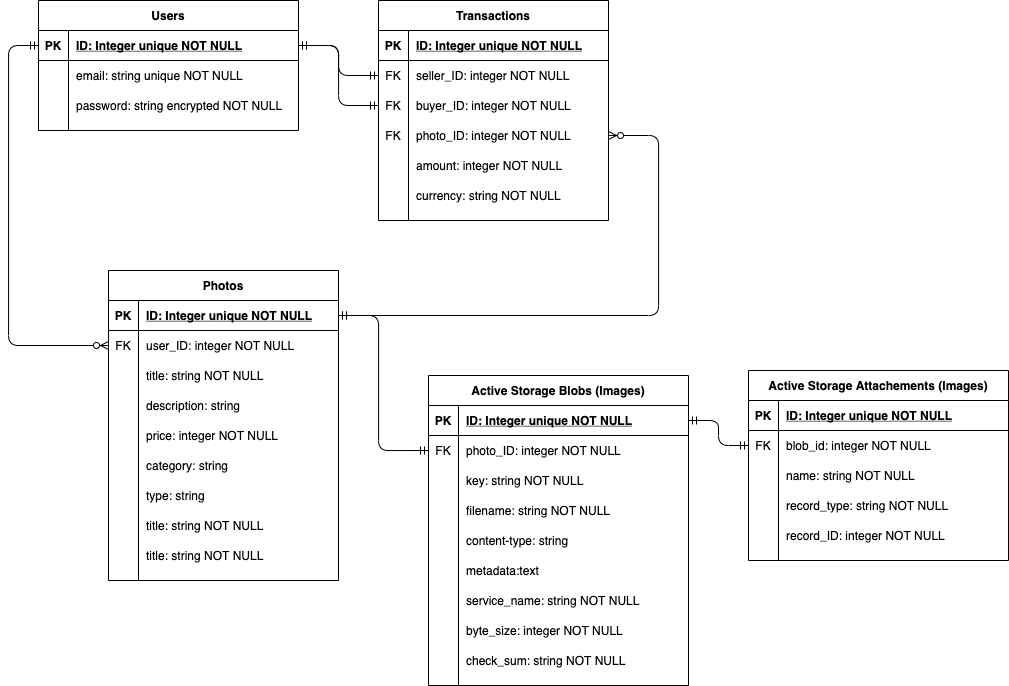 Users
PK ID: Integer unique NOT NULL
email: string unique NOT NULL
password: string encrypted NOT NULL
Transactions
PK ID: Integer unique NOT NULL
FK seller_ID: integer NOT NULL
FK buyer_ID: integer NOT NULL
FK photo_ID: integer NOT NULL
amount: integer NOT NULL
currency: string NOT NULL
Photos
PK ID: Integer unique NOT NULL
FK user_ID: integer NOT NULL
title: string NOT NULL
description: string
price: integer NOT NULL
category: string
type: string
title: string NOT NULL
title: string NOT NULL
Active Storage Blobs (Images)
PK ID: Integer unique NOT NULL
FK photo_ID: integer NOT NULL
key: string NOT NULL
filename: string NOT NULL
content-type: string
metadata:text
service_name: string NOT NULL
byte_size: integer NOT NULL
check_sum: string NOT NULL
Active Storage Attachements (Images)
PK ID: Integer unique NOT NULL
FK blob_id: integer NOT NULL
name: string NOT NULL
record_type: string NOT NULL
record_ID: integer NOT NULL